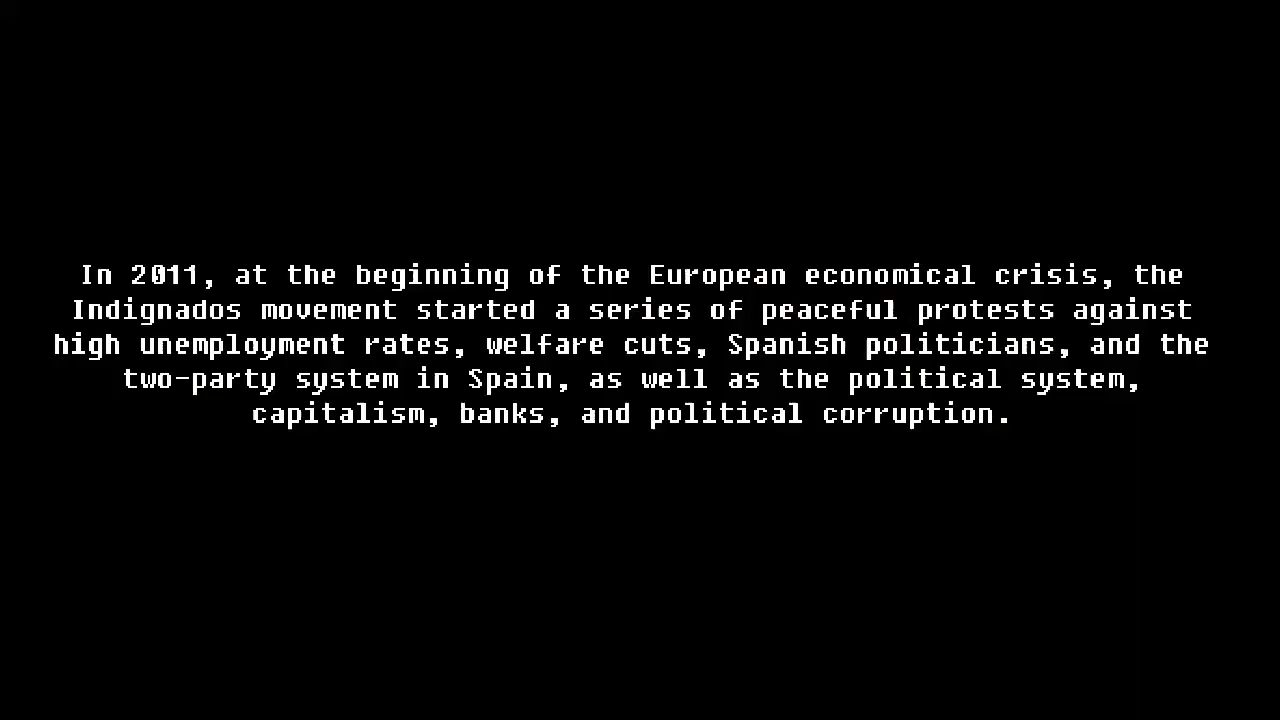 In 2011, at the beginning of the European economical crisis, the
Indignados movement started a series of peaceful protests against
high unemployment rates, welfare cuts, Spanish politicians, and the
two-party system in Spain, as well as the political system,
capitalism, banks, and political corruption.